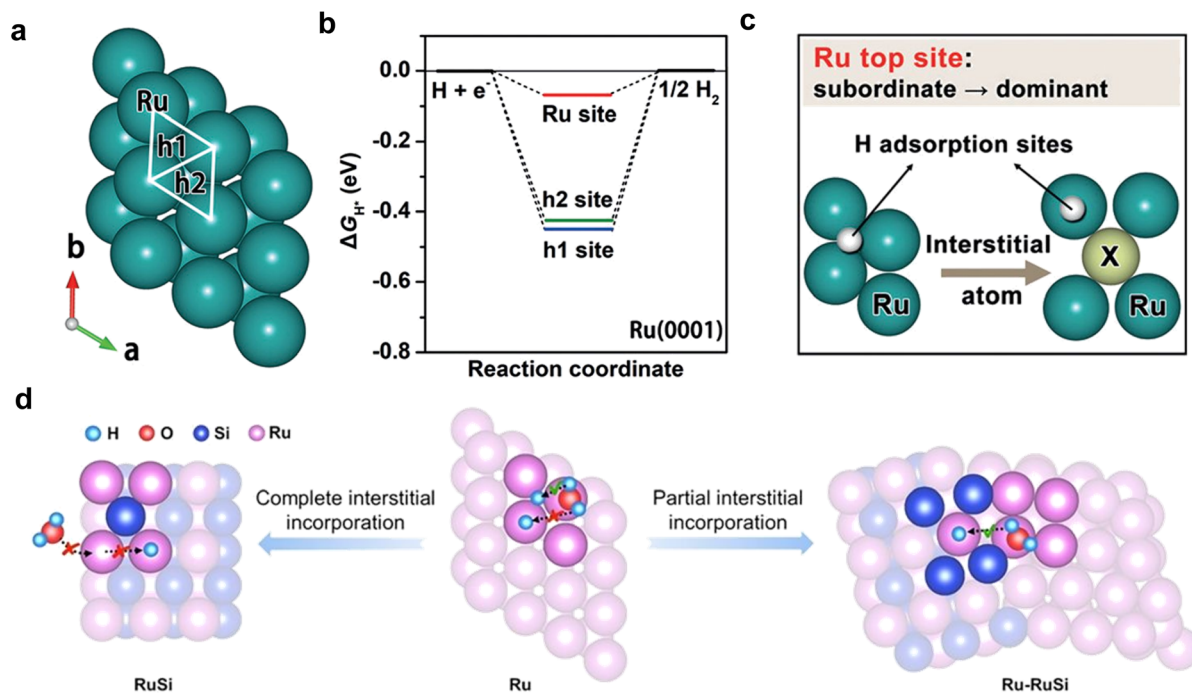 a
Ru
h1
h2
b
a
b
0.0
-0.2
-0.4
-0.6
-0.8
ΔG_H* (eV)
H + e⁻
1/2 H₂
Ru site
h2 site
h1 site
Ru(0001)
Reaction coordinate
c
Ru top site:
subordinate → dominant
H adsorption sites
Interstitial
atom
Ru
X
Ru
d
H
O
Si
Ru
Complete interstitial
incorporation
Partial interstitial
incorporation
RuSi
Ru
Ru-RuSi